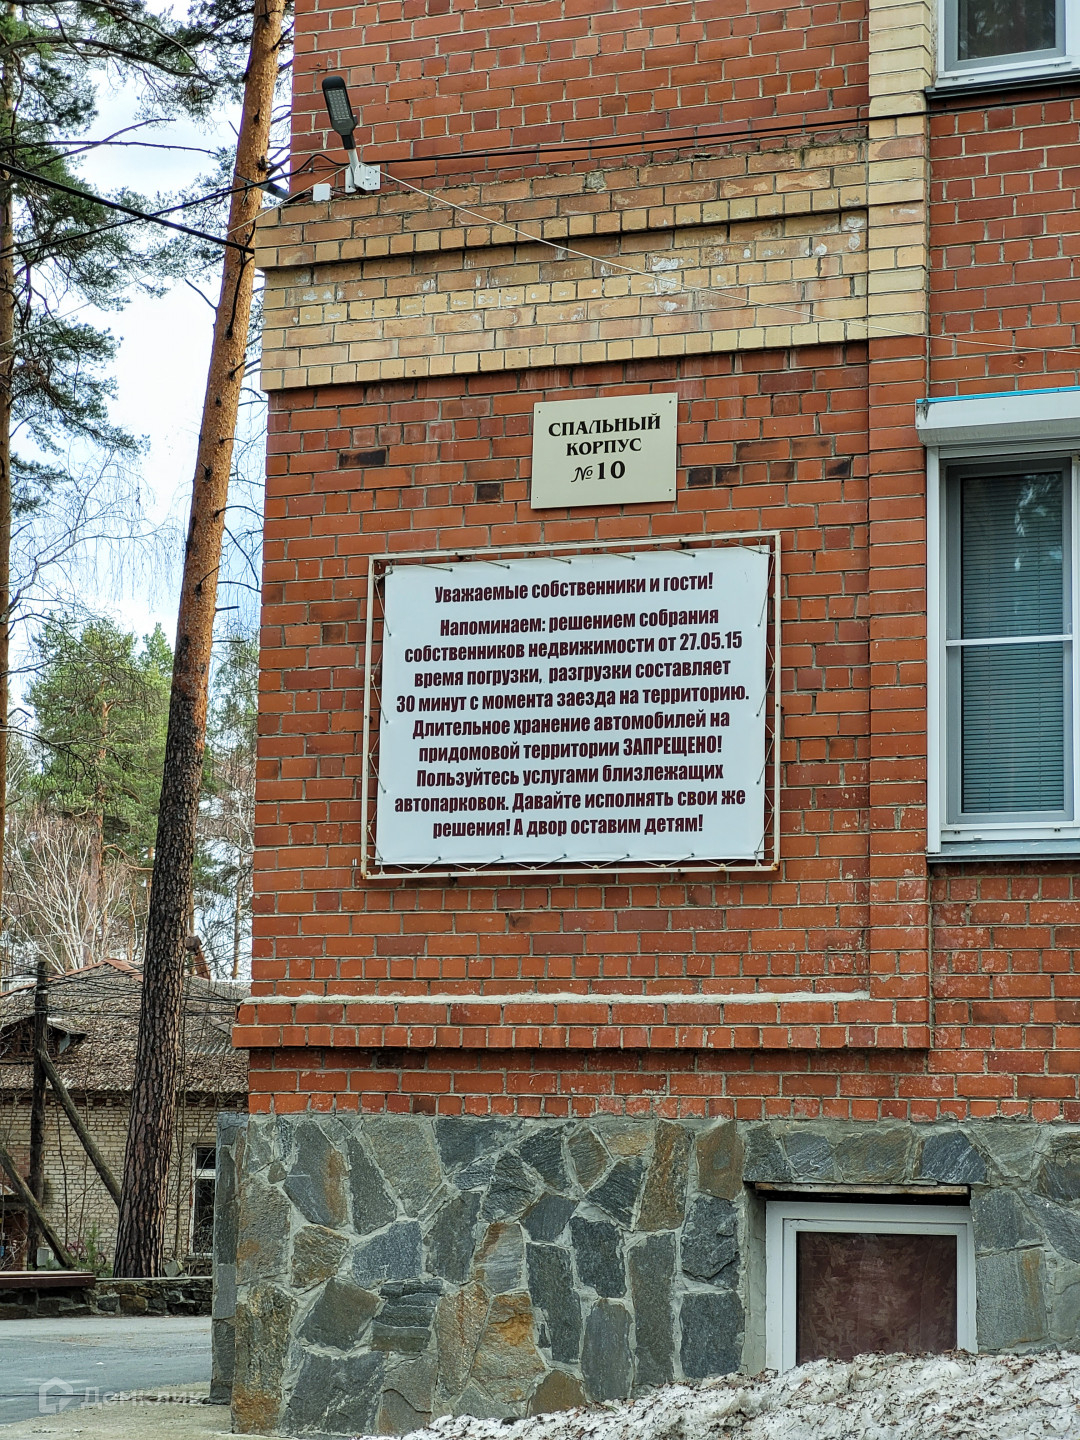 СПАЛЬНЫЙ
КОРПУС
№10
Уважаемые собственники и гости!
Напоминаем: решением собрания
собственников недвижимости от 27.05.15
время погрузки, разгрузки составляет
30 минут с момента заезда на территорию.
Длительное хранение автомобилей на
придомовой территории ЗАПРЕЩЕНО!
Пользуйтесь услугами близлежащих
автопарковок. Давайте исполнять свои же
решения! А двор оставим детям!